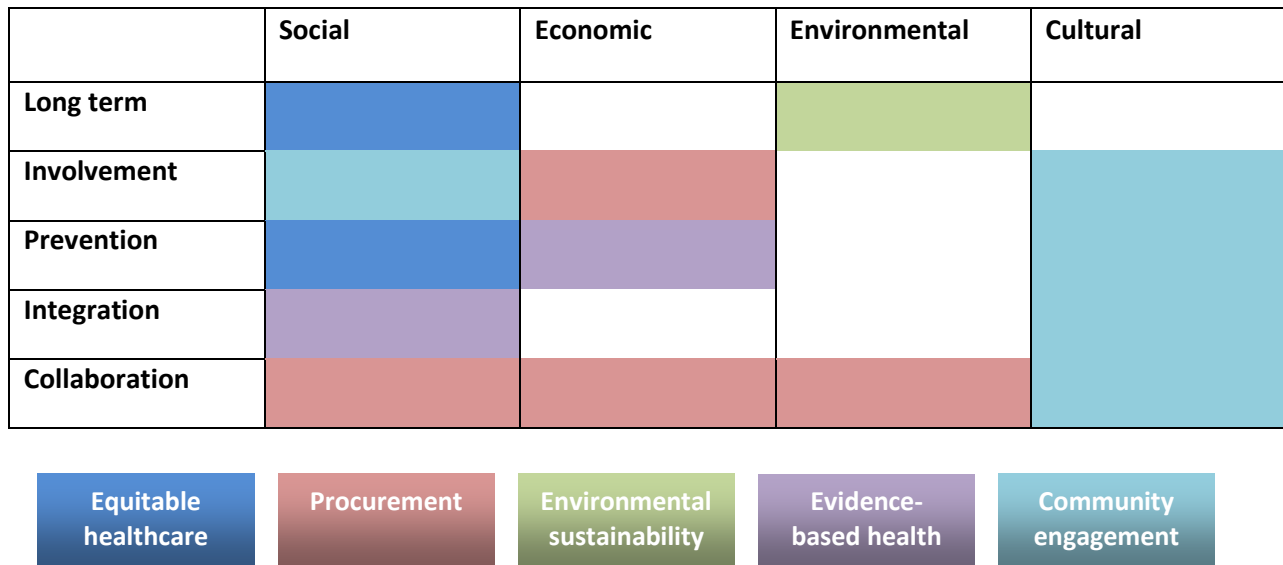 Social Economic Environmental Cultural
Long term
Involvement
Prevention
Integration
Collaboration
Equitable
healthcare
Procurement
Environmental
sustainability
Evidence-
based health
Community
engagement